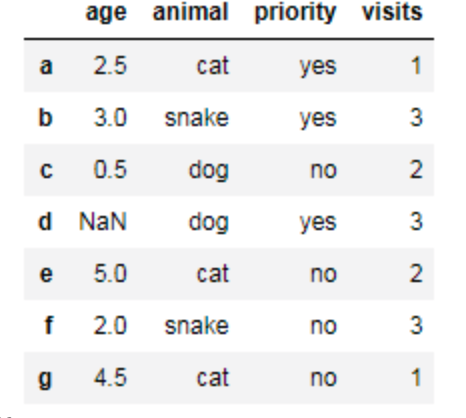 age animal priority visits
a 2.5 cat yes 1
b 3.0 snake yes 3
c 0.5 dog no 2
d NaN dog yes 3
e 5.0 cat no 2
f 2.0 snake no 3
g 4.5 cat no 1